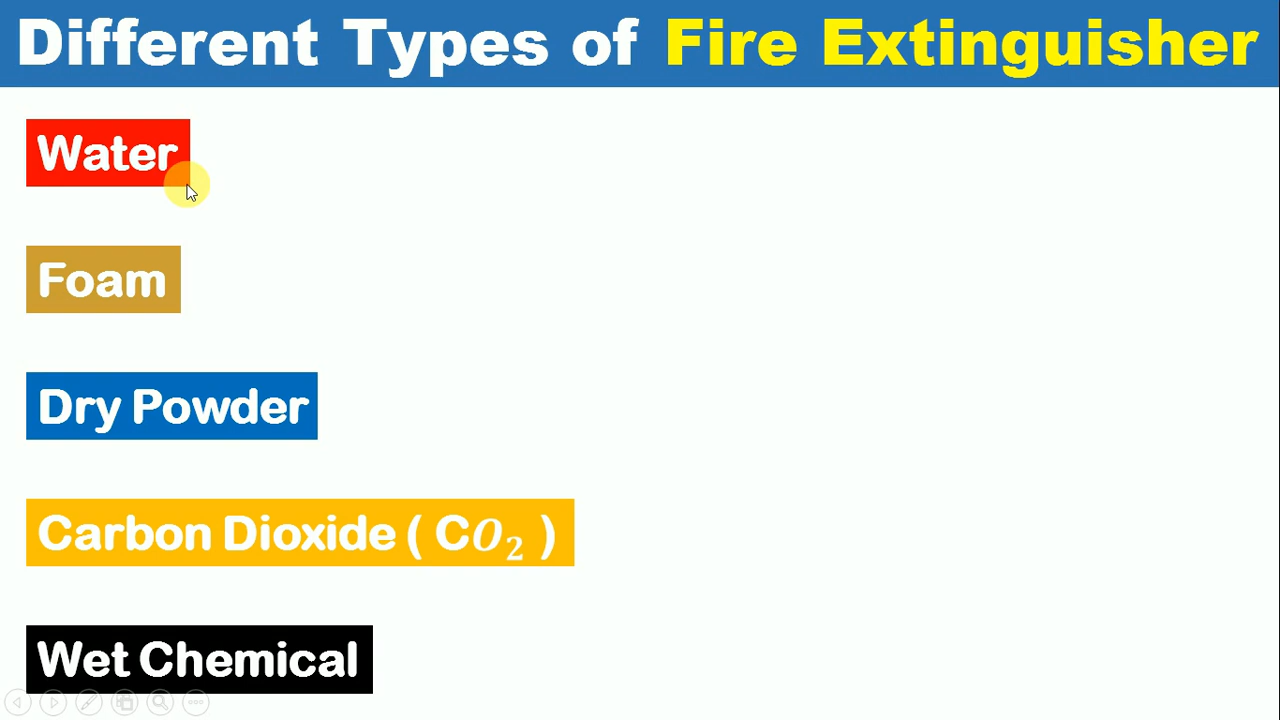 Different Types of Fire Extinguisher
Water
Foam
Dry Powder
Carbon Dioxide ( C𝑂₂ )
Wet Chemical